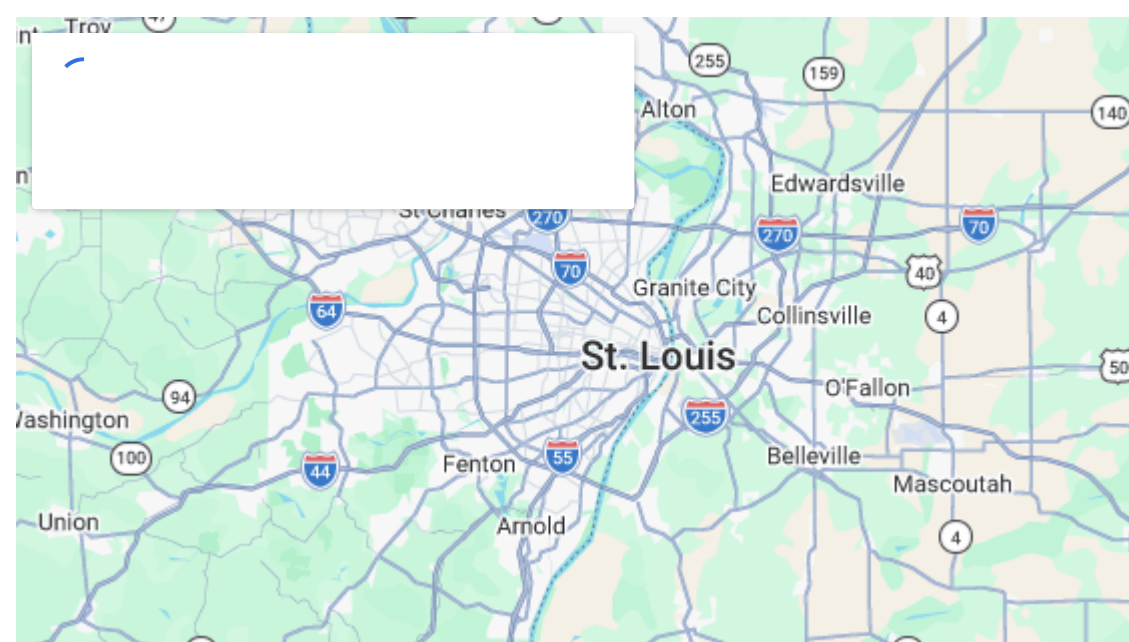 Troy
47
255
159
Alton
140
Edwardsville
St Charles
270
270
70
70
40
Granite City
64
Collinsville
4
St. Louis
50
94
O'Fallon
Washington
255
100
44
Fenton
55
Belleville
Mascoutah
Union
Arnold
4